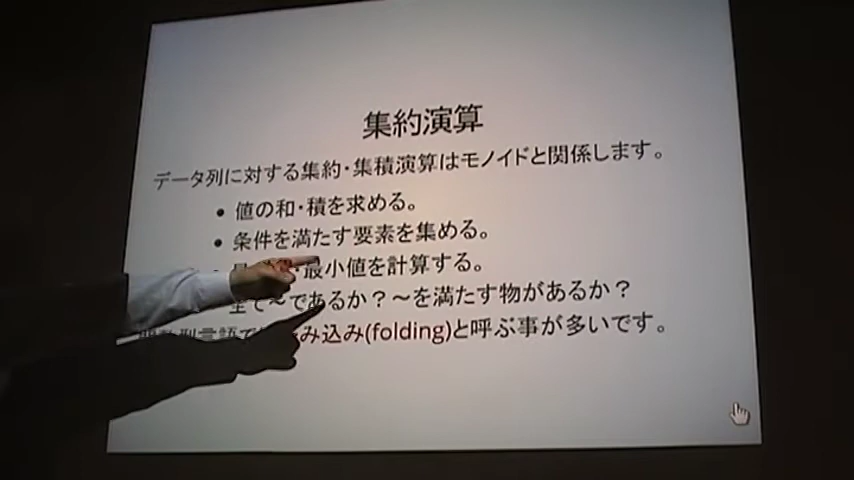 集約演算
データ列に対する集約・集積演算はモノイドと関係します。
• 値の和・積を求める。
• 条件を満たす要素を集める。
最小値を計算する。
全て〜であるか？〜を満たす物があるか？
み込み(folding)と呼ぶ事が多いです。